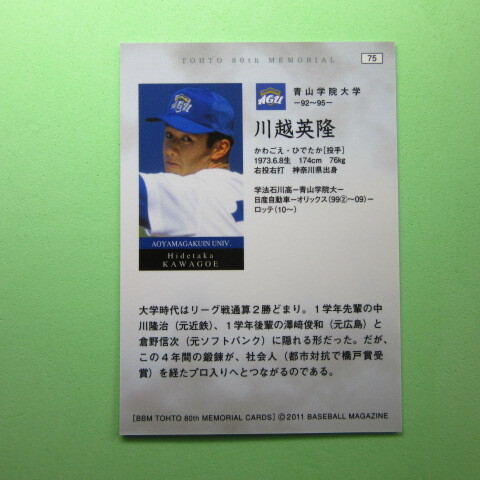 TOHTO 80th MEMORIAL
75
AGU
青山学院大学
−92〜95−
川越英隆
かわごえ・ひでたか[投手]
1973.6.8生 174cm 76kg
右投右打 神奈川県出身
学法石川高−青山学院大−
日産自動車−オリックス(99②〜09)−
ロッテ(10〜)
AOYAMAGAKUIN UNIV.
Hidetaka
KAWAGOE
大学時代はリーグ戦通算２勝どまり。１学年先輩の中
川隆治（元近鉄）、１学年後輩の澤﨑俊和（元広島）と
倉野信次（元ソフトバンク）に隠れる形だった。だが、
この４年間の鍛錬が、社会人（都市対抗で橋戸賞受
賞）を経たプロ入りへとつながるのである。
[BBM TOHTO 80th MEMORIAL CARDS] ©2011 BASEBALL MAGAZINE